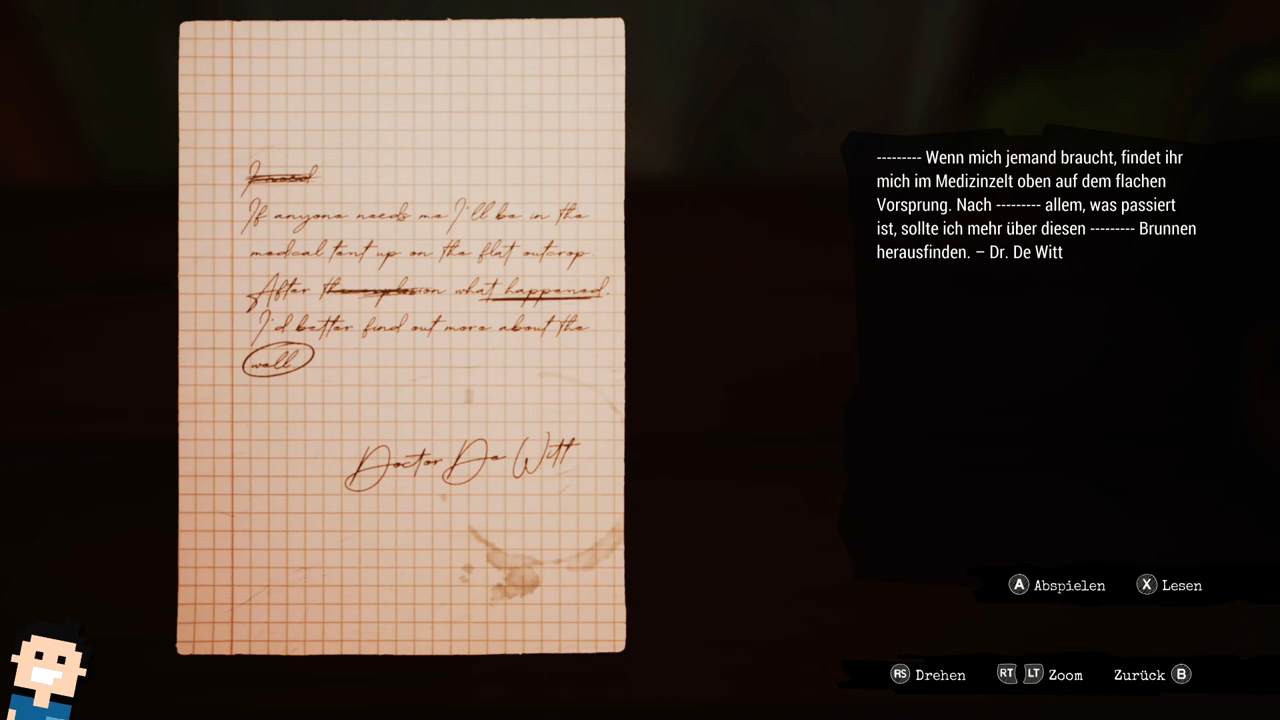 If anyone needs me I'll be in the
medical tent up on the flat outcrop.
After what happened.
I'd better find out more about the
well
Doctor De Witt
--------- Wenn mich jemand braucht, findet ihr
mich im Medizinzelt oben auf dem flachen
Vorsprung. Nach --------- allem, was passiert
ist, sollte ich mehr über diesen --------- Brunnen
herausfinden. – Dr. De Witt
A Abspielen X Lesen
RS Drehen RT LT Zoom Zurück B